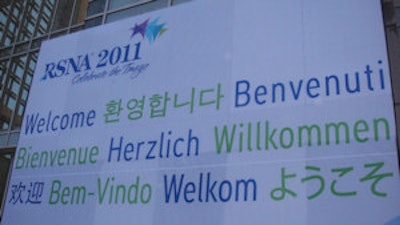 RSNA 2011
Celebrate the Image
Welcome 환영합니다 Benvenuti
Bienvenue Herzlich Willkommen
欢迎 Bem-Vindo Welkom ようこそ